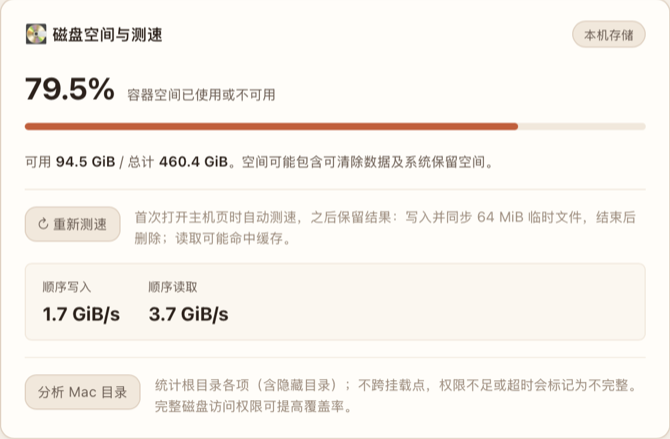 磁盘空间与测速
本机存储
79.5% 容器空间已使用或不可用
可用 94.5 GiB / 总计 460.4 GiB。空间可能包含可清除数据及系统保留空间。
重新测速
首次打开主机页时自动测速，之后保留结果：写入并同步 64 MiB 临时文件，结束后
删除；读取可能命中缓存。
顺序写入 顺序读取
1.7 GiB/s 3.7 GiB/s
分析 Mac 目录
统计根目录各项（含隐藏目录）；不跨挂载点，权限不足或超时会标记为不完整。
完整磁盘访问权限可提高覆盖率。